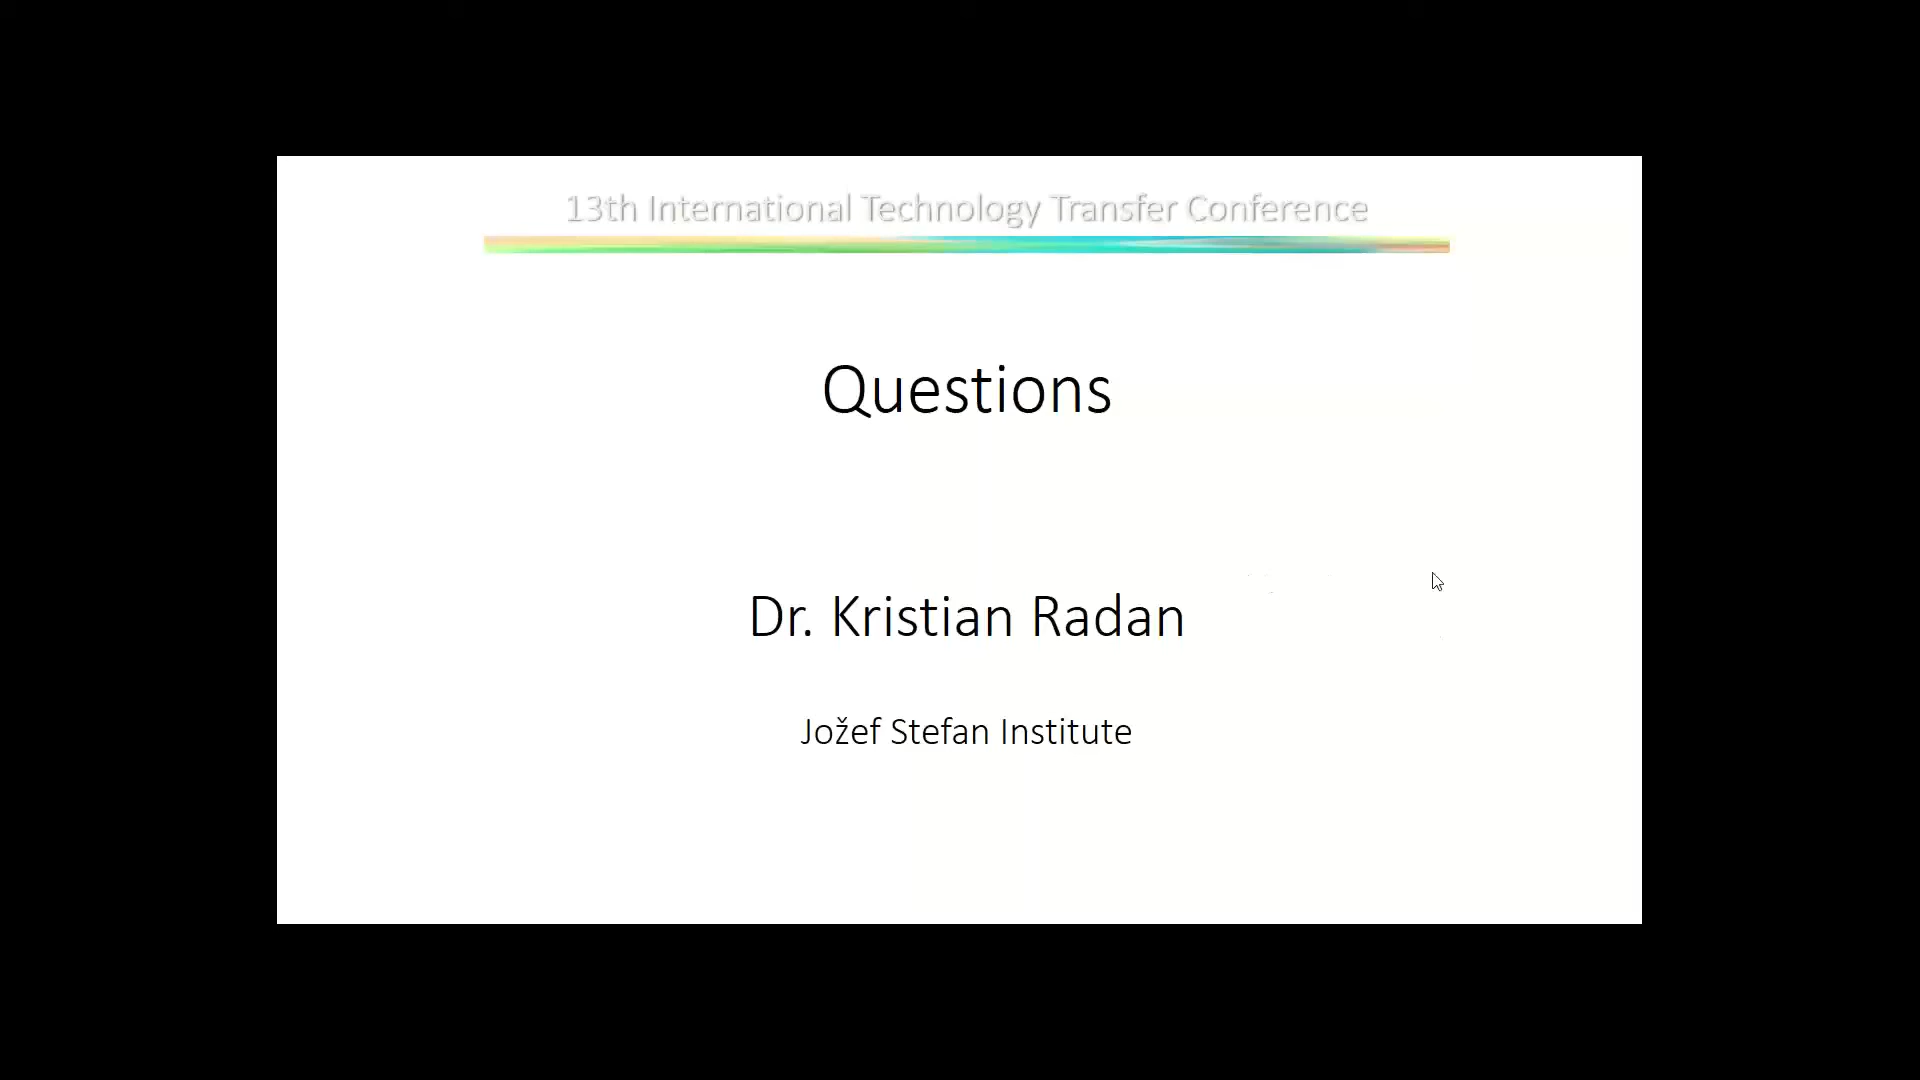 13th International Technology Transfer Conference
Questions
Dr. Kristian Radan
Jožef Stefan Institute